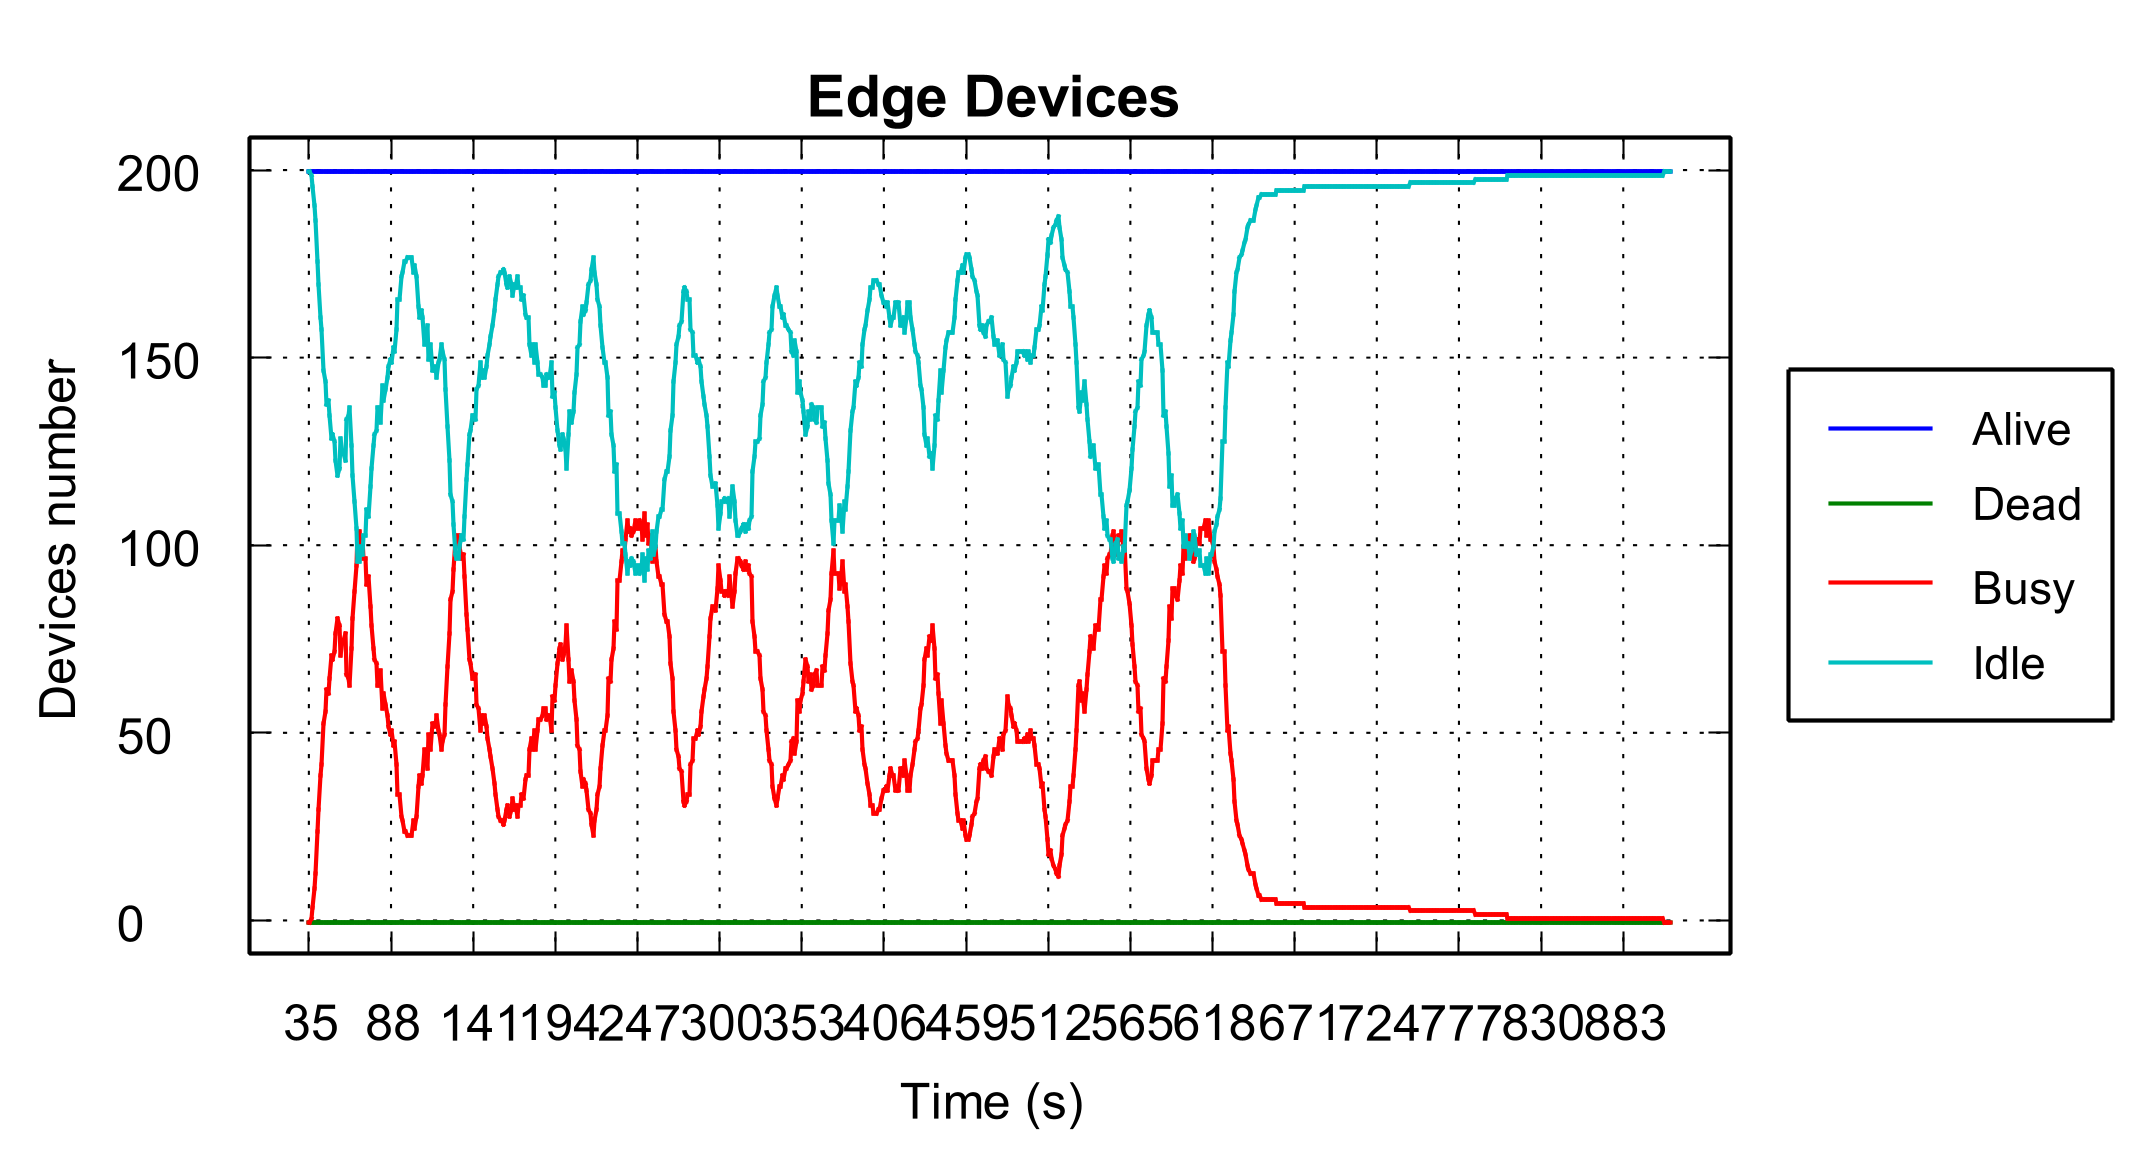 Edge Devices
200
150
100
50
0
Devices number
35 88 141 194 247 300 353 406 459 512 565 618 671 724 777 830 883
Time (s)
Alive
Dead
Busy
Idle